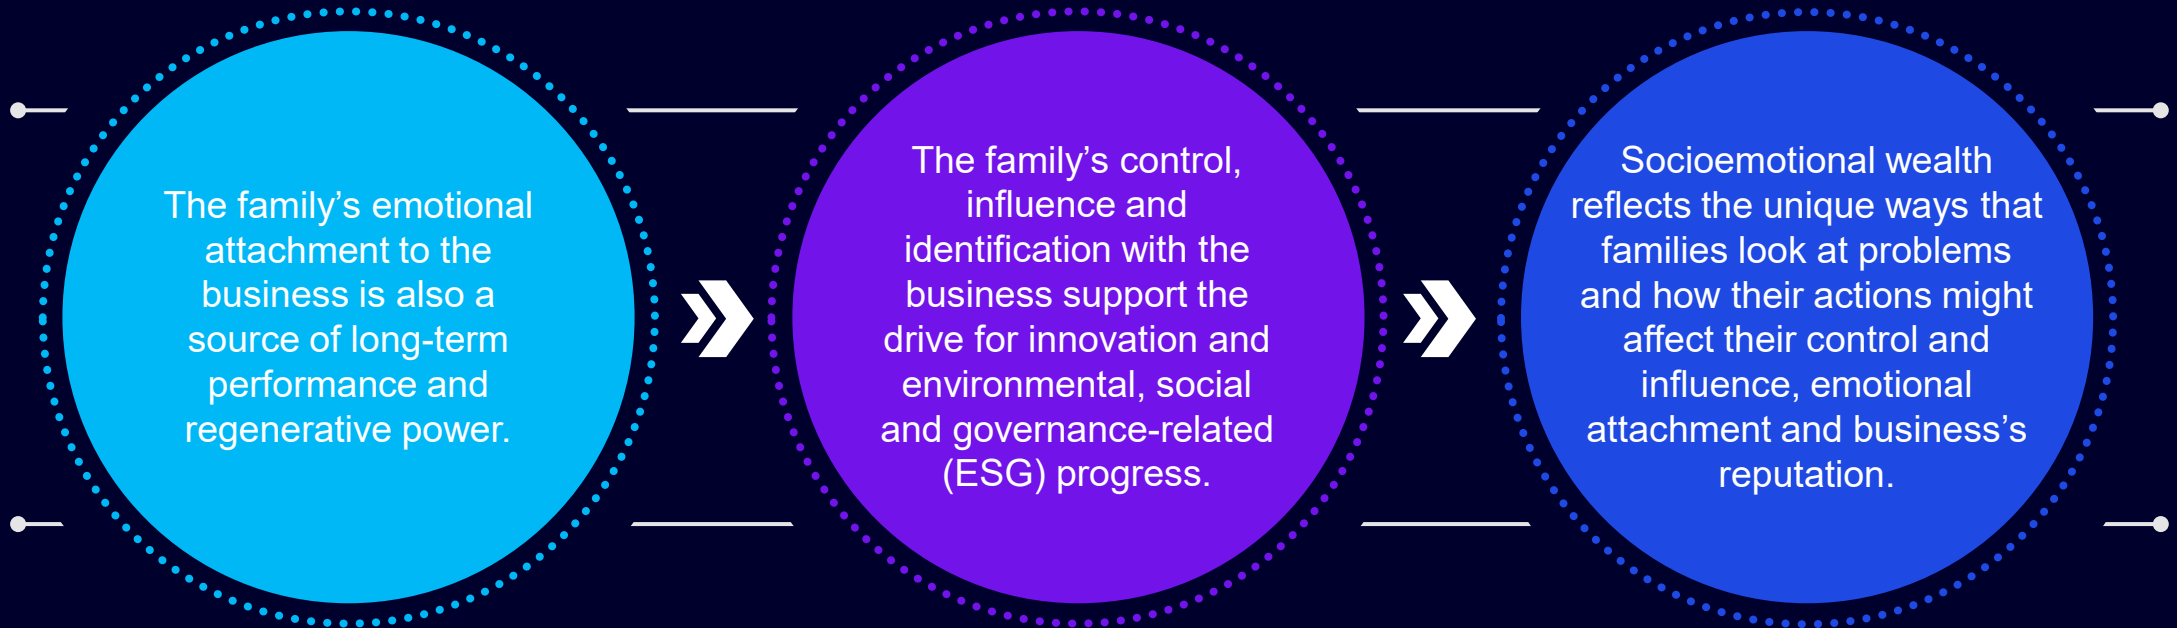 The family’s emotional
attachment to the
business is also a
source of long-term
performance and
regenerative power.
The family’s control,
influence and
identification with the
business support the
drive for innovation and
environmental, social
and governance-related
(ESG) progress.
Socioemotional wealth
reflects the unique ways that
families look at problems
and how their actions might
affect their control and
influence, emotional
attachment and business’s
reputation.